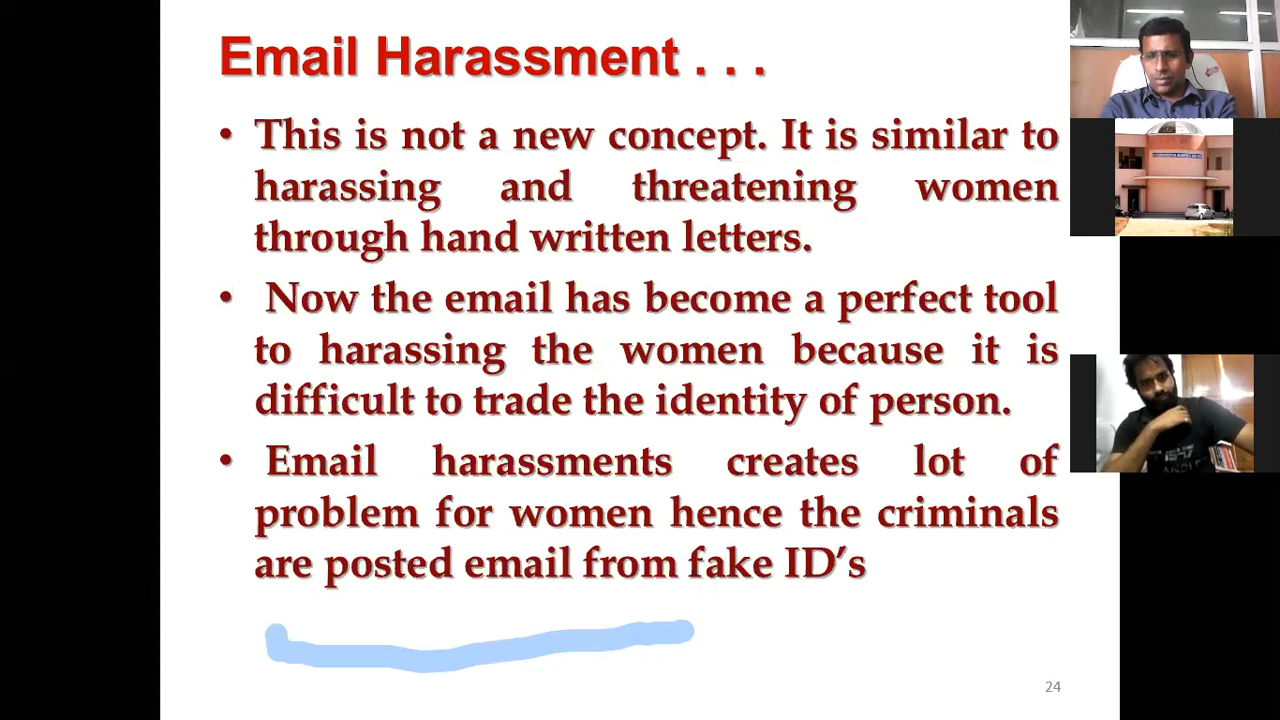 Email Harassment . . .
• This is not a new concept. It is similar to
harassing and threatening women
through hand written letters.
• Now the email has become a perfect tool
to harassing the women because it is
difficult to trade the identity of person.
• Email harassments creates lot of
problem for women hence the criminals
are posted email from fake ID's
24